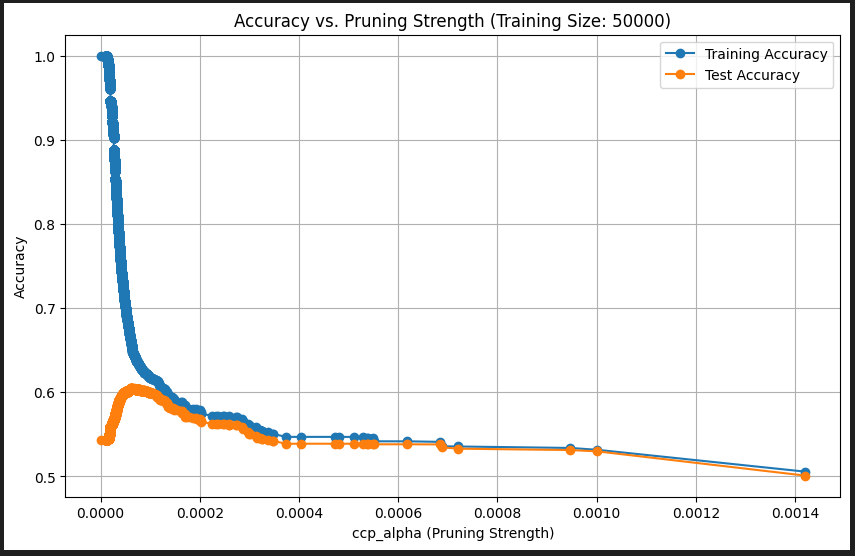 Accuracy vs. Pruning Strength (Training Size: 50000)
Training Accuracy
Test Accuracy
1.0
0.9
0.8
0.7
0.6
0.5
Accuracy
0.0000 0.0002 0.0004 0.0006 0.0008 0.0010 0.0012 0.0014
ccp_alpha (Pruning Strength)